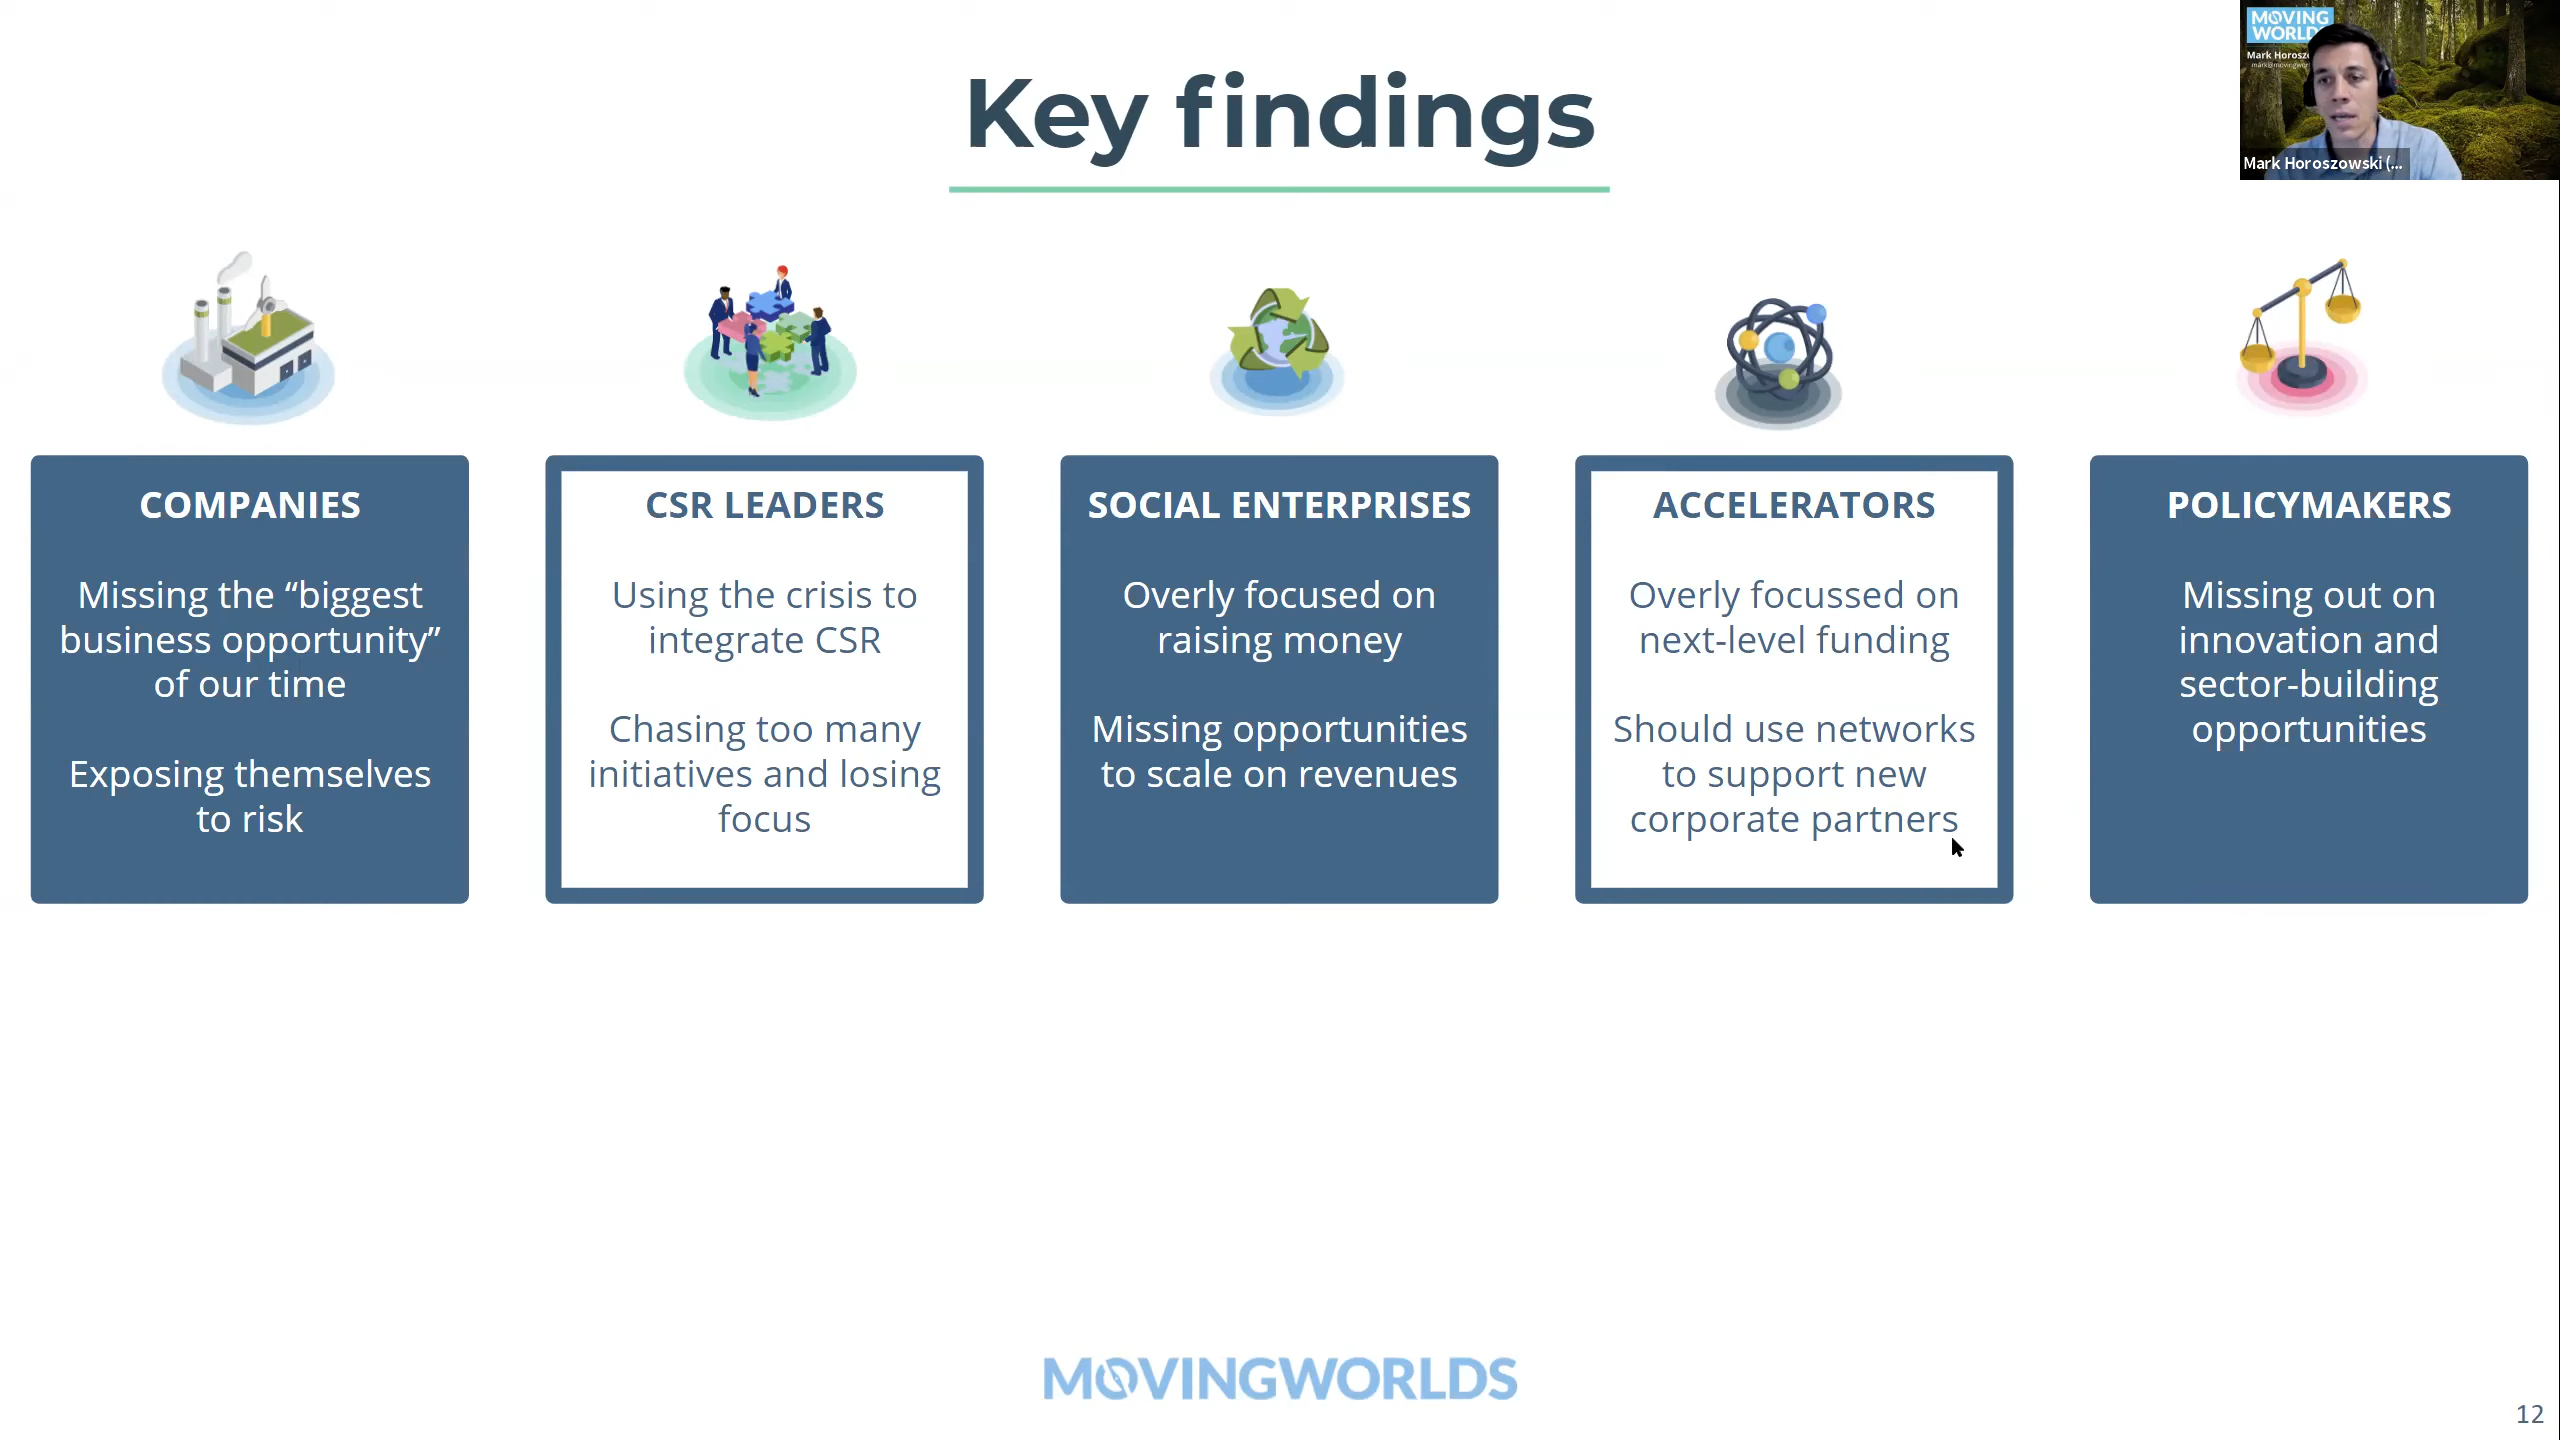 Key findings
MOVING
WORLD
Mark Horosz
Mark Horoszowski (...
COMPANIES
Missing the “biggest
business opportunity”
of our time
Exposing themselves
to risk
CSR LEADERS
Using the crisis to
integrate CSR
Chasing too many
initiatives and losing
focus
SOCIAL ENTERPRISES
Overly focused on
raising money
Missing opportunities
to scale on revenues
ACCELERATORS
Overly focussed on
next-level funding
Should use networks
to support new
corporate partners
POLICYMAKERS
Missing out on
innovation and
sector-building
opportunities
MOVINGWORLDS
12